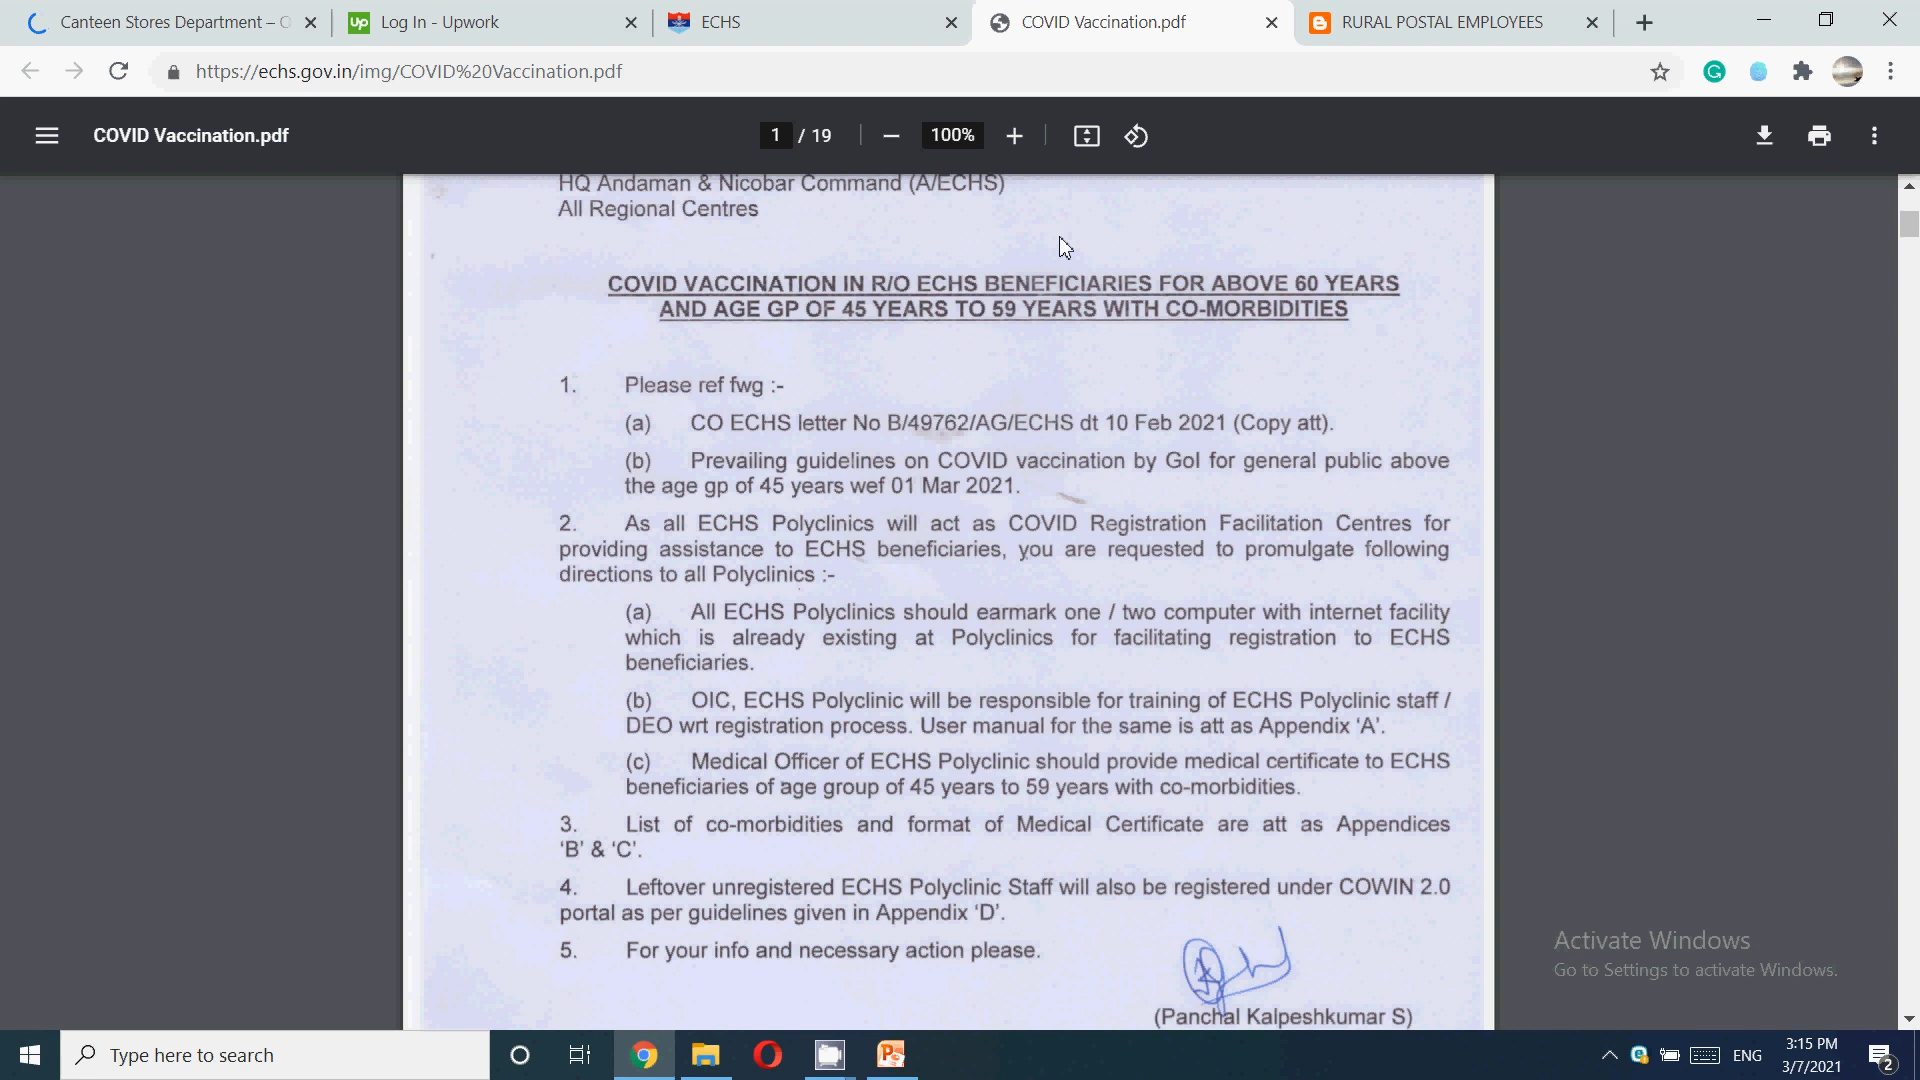 Canteen Stores Department – O
Log In - Upwork
ECHS
COVID Vaccination.pdf
RURAL POSTAL EMPLOYEES
https://echs.gov.in/img/COVID%20Vaccination.pdf
COVID Vaccination.pdf
1 / 19
100%
HQ Andaman & Nicobar Command (A/ECHS)
All Regional Centres
COVID VACCINATION IN R/O ECHS BENEFICIARIES FOR ABOVE 60 YEARS
AND AGE GP OF 45 YEARS TO 59 YEARS WITH CO-MORBIDITIES
1. Please ref fwg :-
(a) CO ECHS letter No B/49762/AG/ECHS dt 10 Feb 2021 (Copy att).
(b) Prevailing guidelines on COVID vaccination by GoI for general public above
the age gp of 45 years wef 01 Mar 2021.
2. As all ECHS Polyclinics will act as COVID Registration Facilitation Centres for
providing assistance to ECHS beneficiaries, you are requested to promulgate following
directions to all Polyclinics :-
(a) All ECHS Polyclinics should earmark one / two computer with internet facility
which is already existing at Polyclinics for facilitating registration to ECHS
beneficiaries.
(b) OIC, ECHS Polyclinic will be responsible for training of ECHS Polyclinic staff /
DEO wrt registration process. User manual for the same is att as Appendix ‘A’.
(c) Medical Officer of ECHS Polyclinic should provide medical certificate to ECHS
beneficiaries of age group of 45 years to 59 years with co-morbidities.
3. List of co-morbidities and format of Medical Certificate are att as Appendices
‘B’ & ‘C’.
4. Leftover unregistered ECHS Polyclinic Staff will also be registered under COWIN 2.0
portal as per guidelines given in Appendix ‘D’.
5. For your info and necessary action please.
(Panchal Kalpeshkumar S)
Activate Windows
Go to Settings to activate Windows.
Type here to search
ENG
3:15 PM
3/7/2021
2